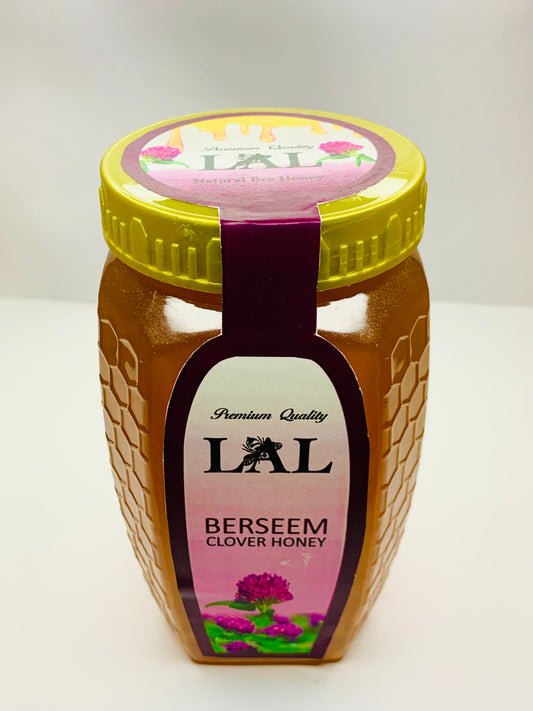 Premium Quality
LAL
Natural Bee Honey
Premium Quality
LAL
BERSEEM
CLOVER HONEY